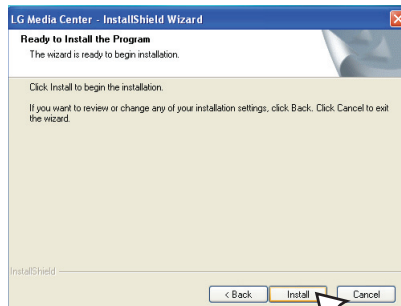 LG Media Center - InstallShield Wizard
Ready to Install the Program
The wizard is ready to begin installation.
Click Install to begin the installation.
If you want to review or change any of your installation settings, click Back. Click Cancel to exit
the wizard.
InstallShield
< Back Install Cancel